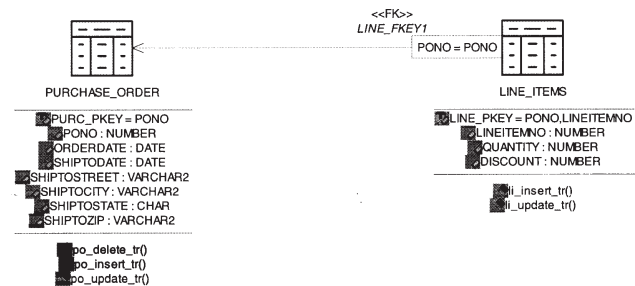 <<FK>>
LINE_FKEY1
PONO = PONO
PURCHASE_ORDER
PURC_PKEY = PONO
PONO : NUMBER
ORDERDATE : DATE
SHIPTODATE : DATE
SHIPTOSTREET : VARCHAR2
SHIPTOCITY : VARCHAR2
SHIPTOSTATE : CHAR
SHIPTOZIP : VARCHAR2
po_delete_tr()
po_insert_tr()
po_update_tr()
LINE_ITEMS
LINE_PKEY = PONO,LINEITEMNO
LINEITEMNO : NUMBER
QUANTITY : NUMBER
DISCOUNT : NUMBER
li_insert_tr()
li_update_tr()